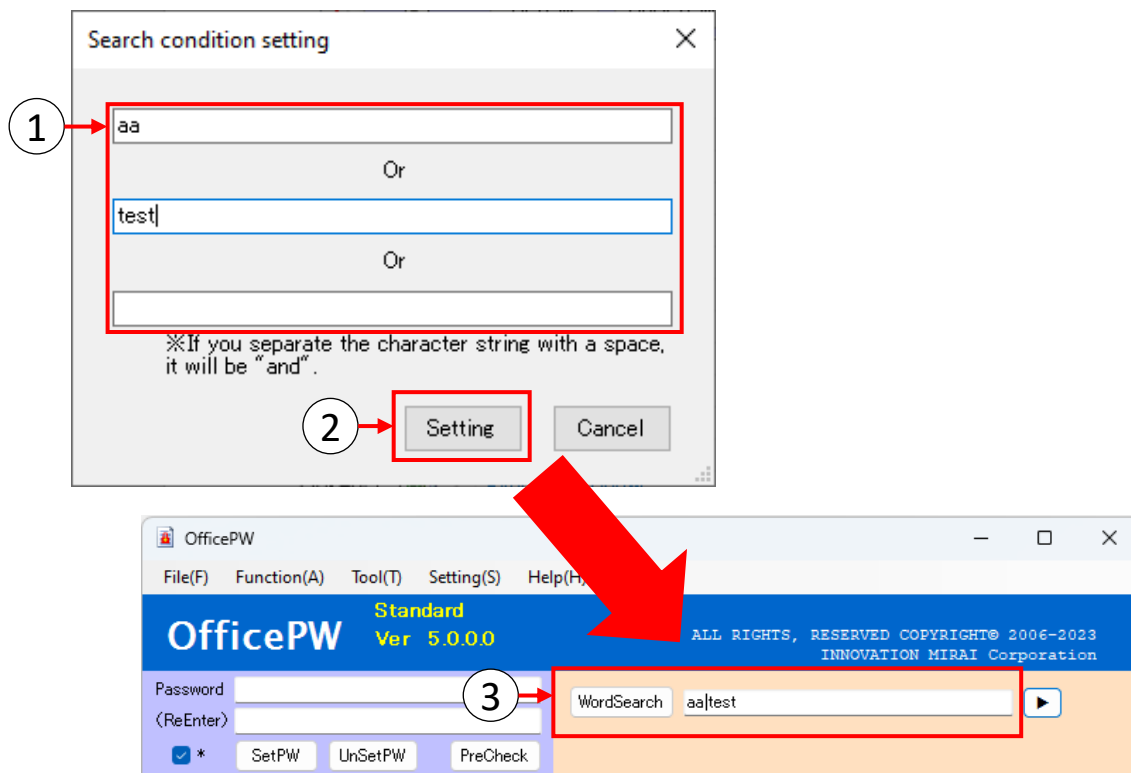 Search condition setting
1
aa
Or
test
Or
※If you separate the character string with a space,
it will be "and".
2
Setting
Cancel
OfficePW
File(F) Function(A) Tool(T) Setting(S) Help(H)
Standard
OfficePW Ver 5.0.0.0
ALL RIGHTS, RESERVED COPYRIGHT© 2006-2023
INNOVATION MIRAI Corporation
Password
3
WordSearch aa|test
(ReEnter)
* SetPW UnSetPW PreCheck